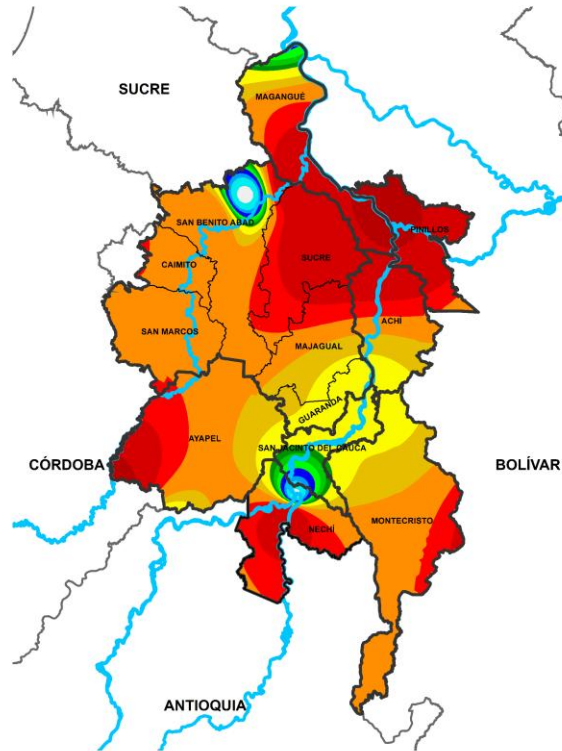 SUCRE
MAGANGUÉ
SAN BENITO ABAD
PINILLOS
CAIMITO
SUCRE
SAN MARCOS
ACHÍ
MAJAGUAL
GUARANDA
AYAPEL
SAN JACINTO DEL CAUCA
CÓRDOBA
BOLÍVAR
MONTECRISTO
NECHÍ
ANTIOQUIA